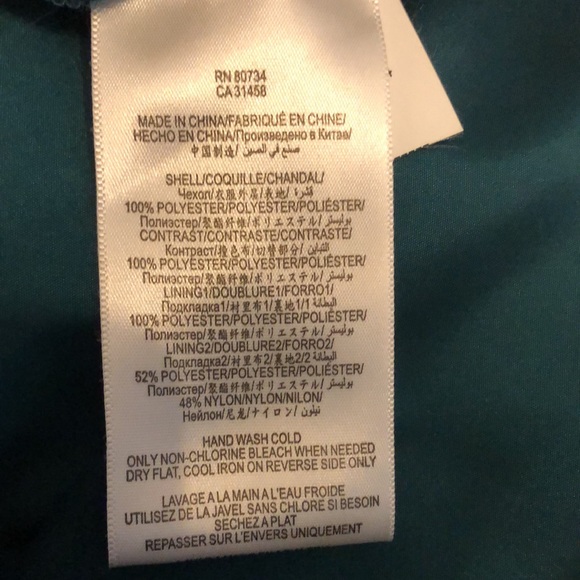 RN 80734
CA 31458
MADE IN CHINA/FABRIQUÉ EN CHINE/
HECHO EN CHINA/Произведено в Китае/
中国制造/ صنع في الصين/
SHELL/COQUILLE/CHANDAL/
Чехол/衣服外层/表地/ قشرة/
100% POLYESTER/POLYESTER/POLIÉSTER/
Полиэстер/聚酯纤维/ポリエステル/ بوليستر/
CONTRAST/CONTRASTE/CONTRASTE/
Контраст/撞色布/切替部分/ التباين/
100% POLYESTER/POLYESTER/POLIÉSTER/
Полиэстер/聚酯纤维/ポリエステル/ بوليستر/
LINING1/DOUBLURE1/FORRO1/
Подкладка1/衬里布1/裏地1/ البطانة1/
100% POLYESTER/POLYESTER/POLIÉSTER/
Полиэстер/聚酯纤维/ポリエステル/ بوليستر/
LINING2/DOUBLURE2/FORRO2/
Подкладка2/衬里布2/裏地2/ البطانة2/
52% POLYESTER/POLYESTER/POLIÉSTER/
Полиэстер/聚酯纤维/ポリエステル/ بوليستر/
48% NYLON/NYLON/NILON/
Нейлон/尼龙/ナイロン/ نيلون/
HAND WASH COLD
ONLY NON-CHLORINE BLEACH WHEN NEEDED
DRY FLAT, COOL IRON ON REVERSE SIDE ONLY
LAVAGE A LA MAIN A L'EAU FROIDE
UTILISEZ DE LA JAVEL SANS CHLORE SI BESOIN
SECHEZ A PLAT
REPASSER SUR L'ENVERS UNIQUEMENT